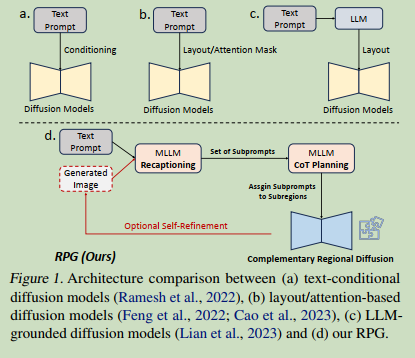 a.
Text
Prompt
Conditioning
Diffusion Models
b.
Text
Prompt
Layout/Attention Mask
Diffusion Models
c.
Text
Prompt
LLM
Layout
Diffusion Models
d.
Text
Prompt
Generated
Image
MLLM
Recaptioning
Set of Subprompts
MLLM
CoT Planning
Assgin Subprompts
to Subregions
Optional Self-Refinement
RPG (Ours)
Complementary Regional Diffusion
Figure 1. Architecture comparison between (a) text-conditional
diffusion models (Ramesh et al., 2022), (b) layout/attention-based
diffusion models (Feng et al., 2022; Cao et al., 2023), (c) LLM-
grounded diffusion models (Lian et al., 2023) and (d) our RPG.